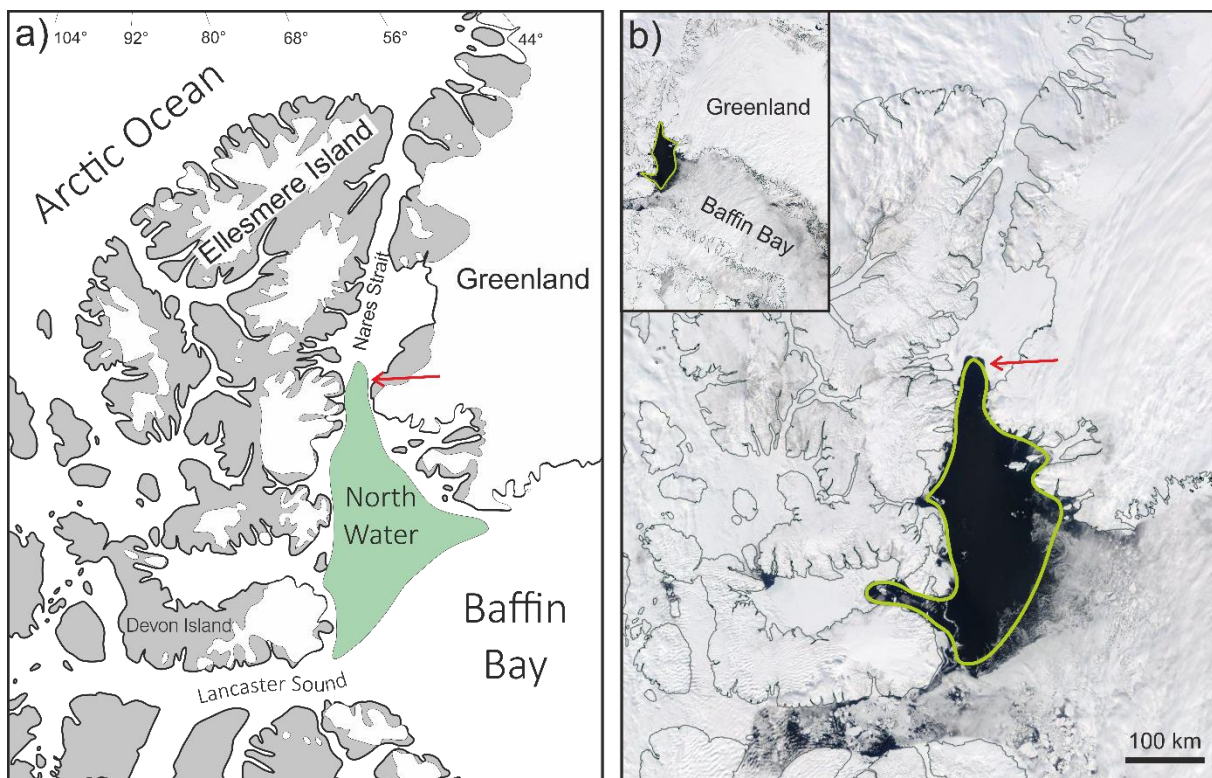 a)
104° 92° 80° 68° 56° 44°
Arctic Ocean
Ellesmere Island
Nares Strait
Greenland
North
Water
Baffin
Bay
Devon Island
Lancaster Sound
b)
Greenland
Baffin Bay
100 km